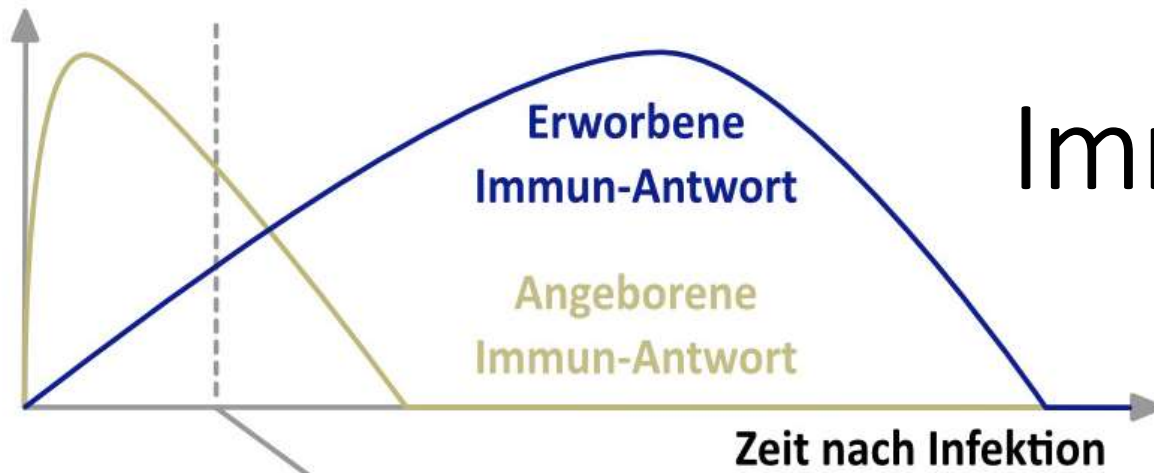 Erworbene
Immun-Antwort
Angeborene
Immun-Antwort
Zeit nach Infektion